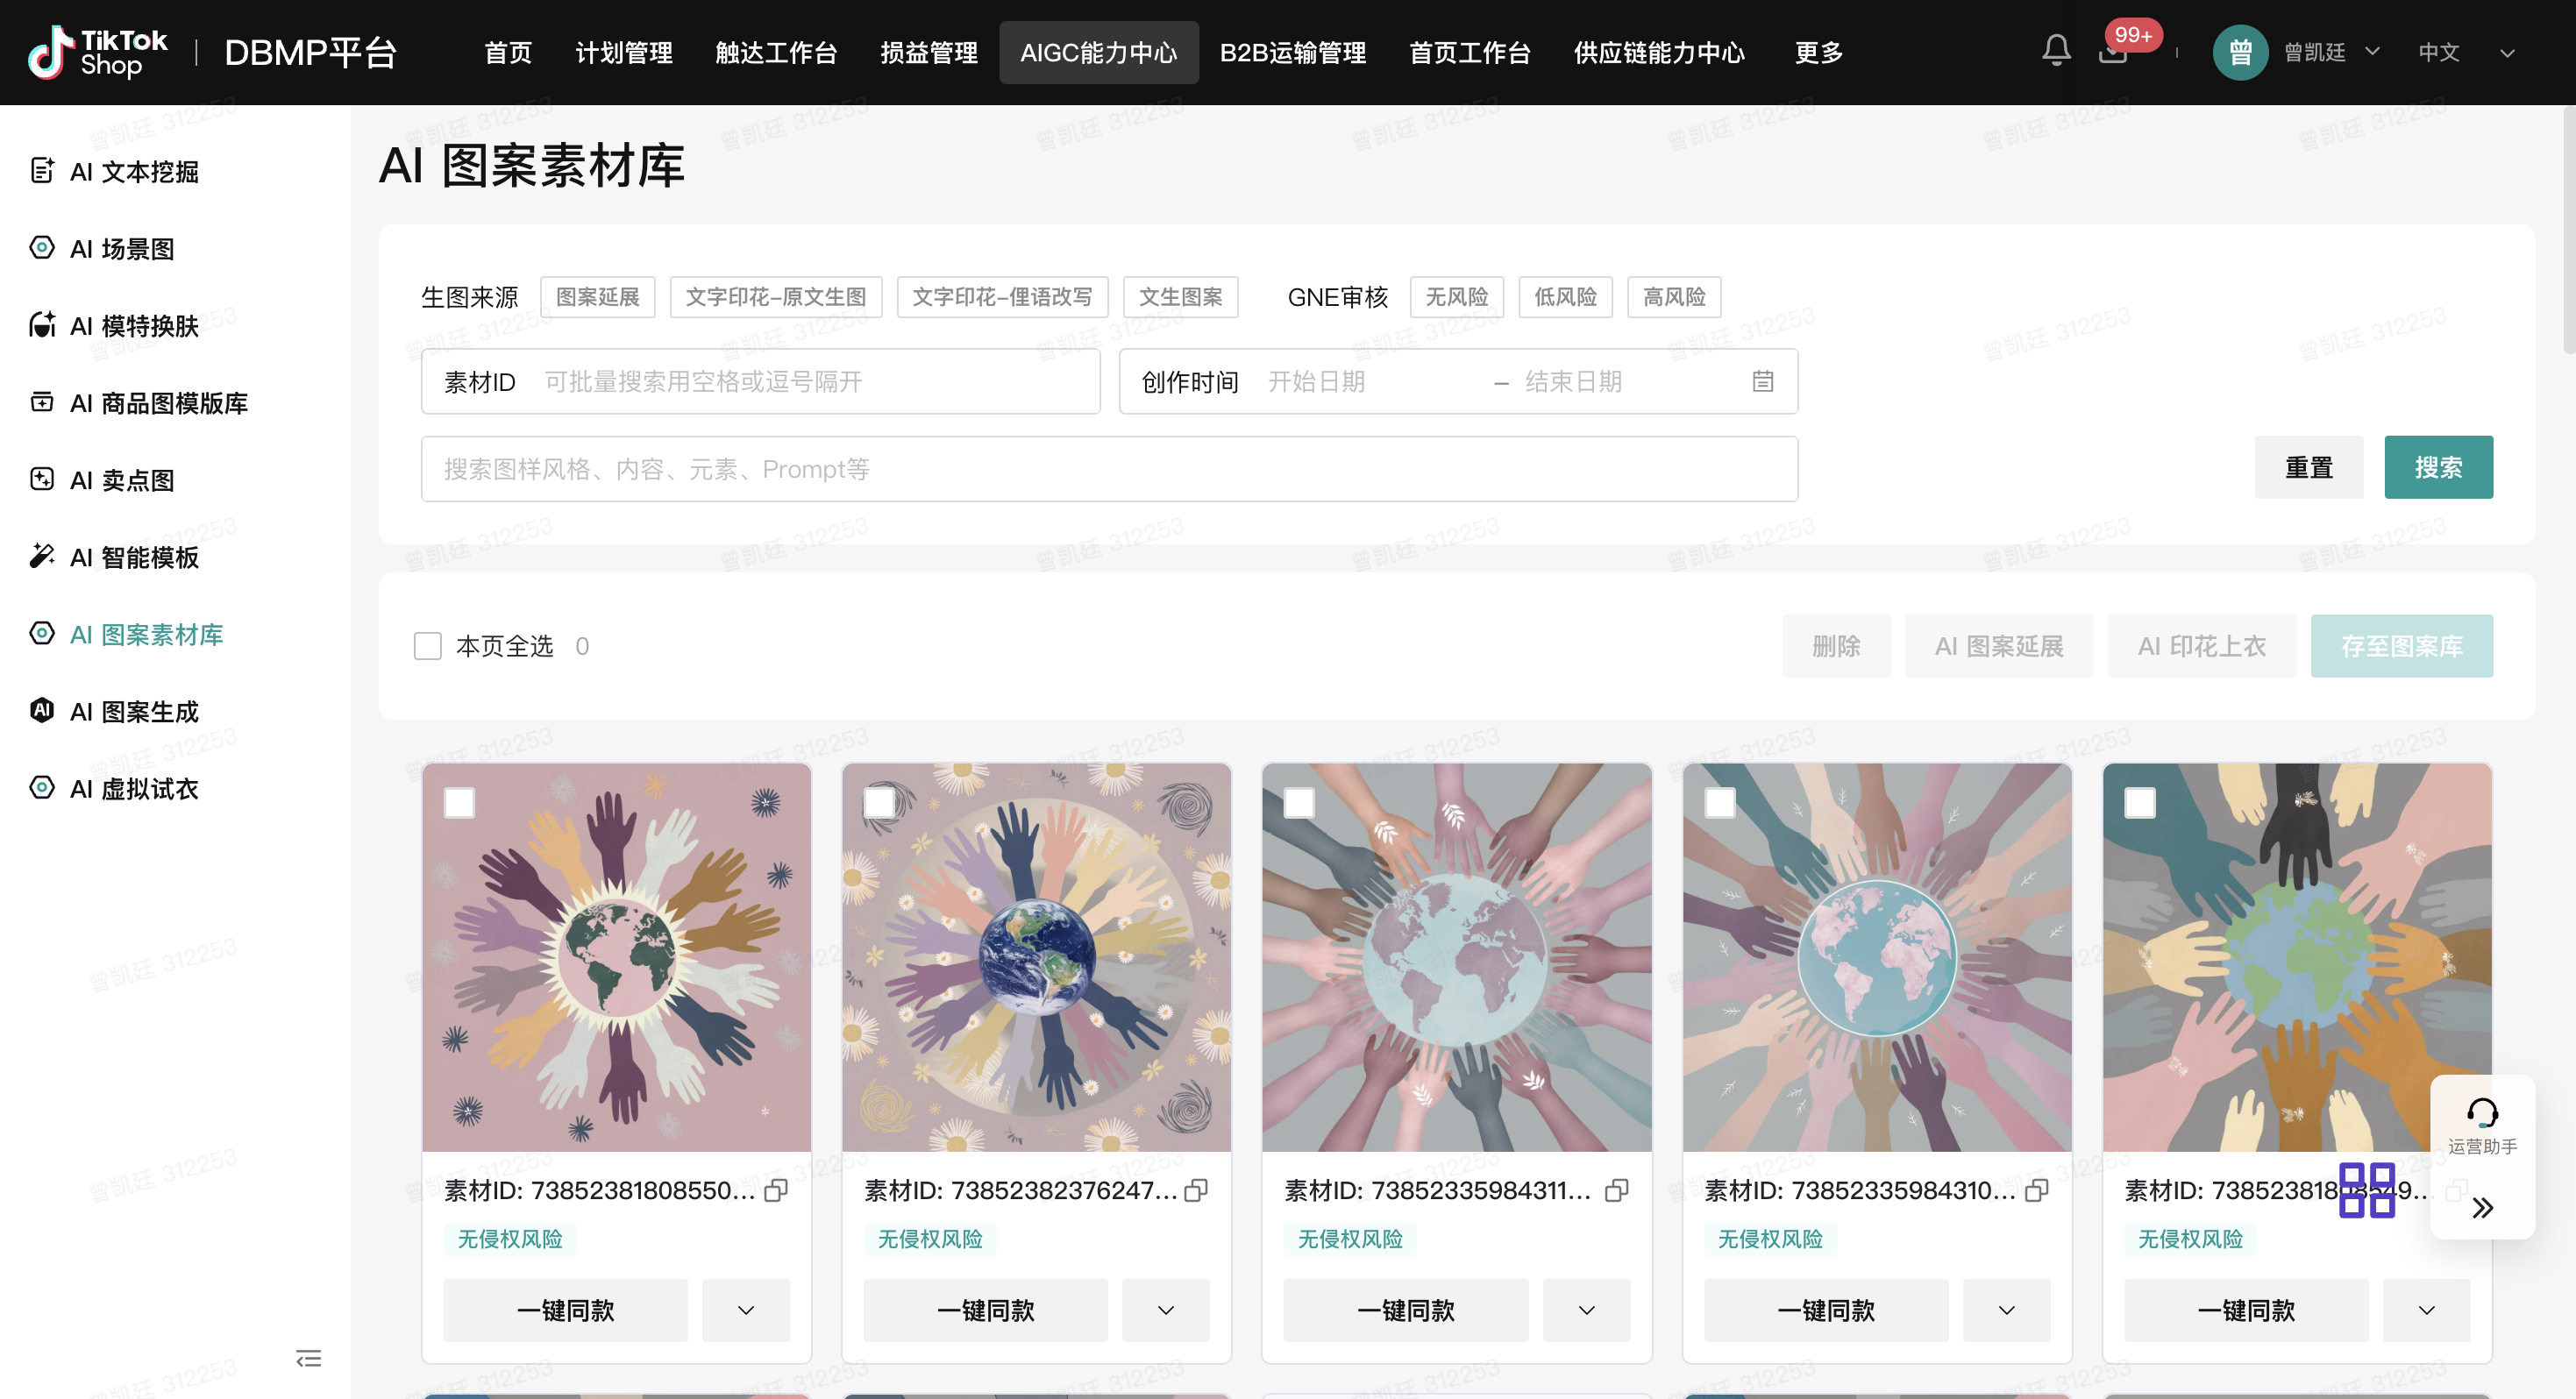 TikTok Shop | DBMP平台 首页 计划管理 触达工作台 损益管理 AIGC能力中心 B2B运输管理 首页工作台 供应链能力中心 更多 99+ 曾 曾凯廷 中文
AI 文本挖掘
AI 场景图
AI 模特换肤
AI 商品图模版库
AI 卖点图
AI 智能模板
AI 图案素材库
AI 图案生成
AI 虚拟试衣
AI 图案素材库
生图来源 图案延展 文字印花-原文生图 文字印花-俚语改写 文生图案 GNE审核 无风险 低风险 高风险
素材ID 可批量搜索用空格或逗号隔开 创作时间 开始日期 – 结束日期
搜索图样风格、内容、元素、Prompt等 重置 搜索
本页全选 0 删除 AI 图案延展 AI 印花上衣 存至图案库
素材ID: 73852381808550... 素材ID: 73852382376247... 素材ID: 73852335984311... 素材ID: 73852335984310... 素材ID: 73852381808549...
无侵权风险 无侵权风险 无侵权风险 无侵权风险 无侵权风险
一键同款 一键同款 一键同款 一键同款 一键同款
运营助手
曾凯廷 312253